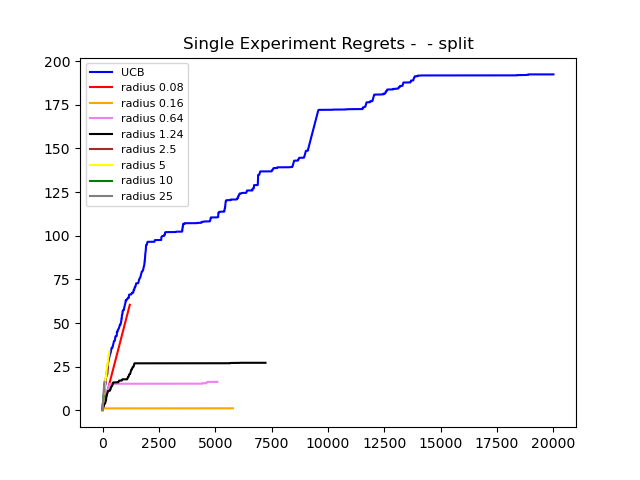 Single Experiment Regrets -  - split
UCB
radius 0.08
radius 0.16
radius 0.64
radius 1.24
radius 2.5
radius 5
radius 10
radius 25
200
175
150
125
100
75
50
25
0
0 2500 5000 7500 10000 12500 15000 17500 20000